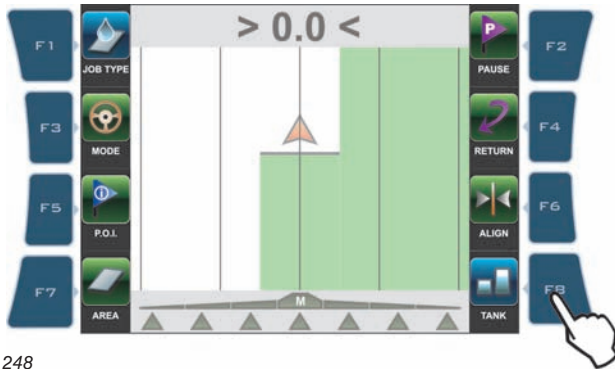 > 0.0 <
F1
JOB TYPE
PAUSE
F2
F3
MODE
RETURN
F4
F5
P.O.I.
ALIGN
F6
F7
AREA
M
TANK
F8
248